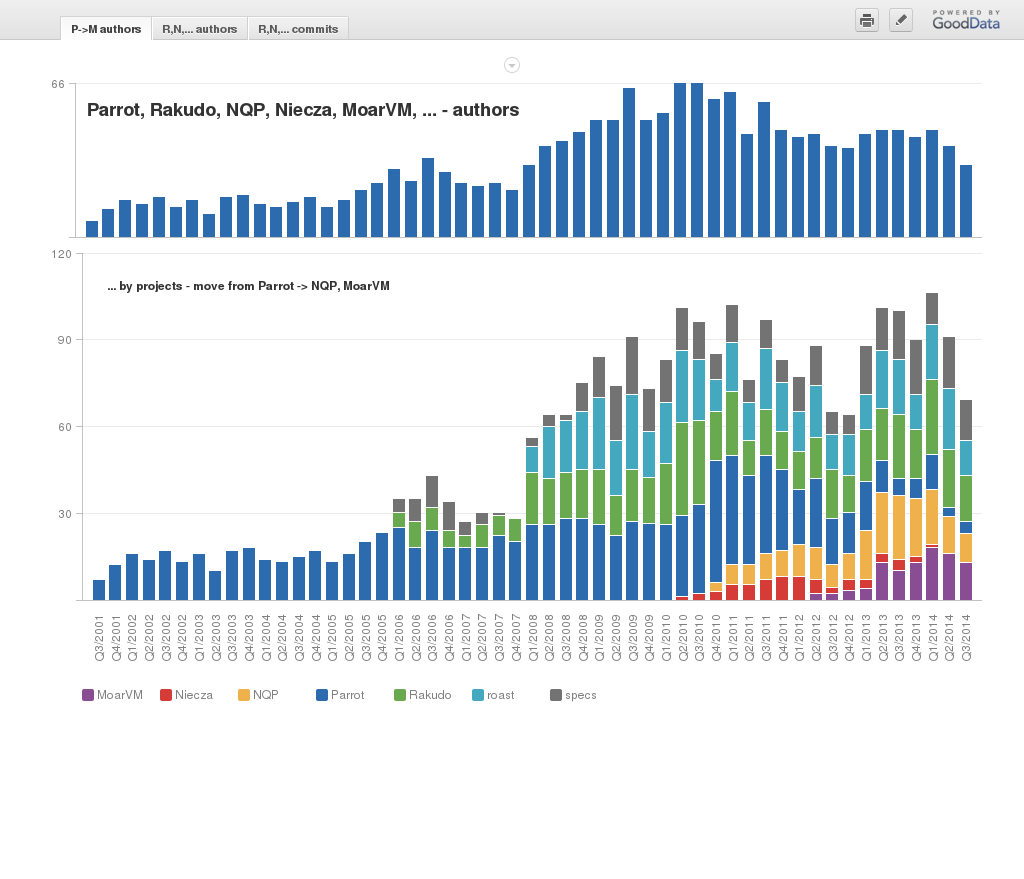 P->M authors R,N,... authors R,N,... commits
POWERED BY
GoodData
66
Parrot, Rakudo, NQP, Niecza, MoarVM, ... - authors
120
... by projects - move from Parrot -> NQP, MoarVM
90
60
30
Q3/2001 Q4/2001 Q1/2002 Q2/2002 Q3/2002 Q4/2002 Q1/2003 Q2/2003 Q3/2003 Q4/2003 Q1/2004 Q2/2004 Q3/2004 Q4/2004 Q1/2005 Q2/2005 Q3/2005 Q4/2005 Q1/2006 Q2/2006 Q3/2006 Q4/2006 Q1/2007 Q2/2007 Q3/2007 Q4/2007 Q1/2008 Q2/2008 Q3/2008 Q4/2008 Q1/2009 Q2/2009 Q3/2009 Q4/2009 Q1/2010 Q2/2010 Q3/2010 Q4/2010 Q1/2011 Q2/2011 Q3/2011 Q4/2011 Q1/2012 Q2/2012 Q3/2012 Q4/2012 Q1/2013 Q2/2013 Q3/2013 Q4/2013 Q1/2014 Q2/2014 Q3/2014
MoarVM Niecza NQP Parrot Rakudo roast specs